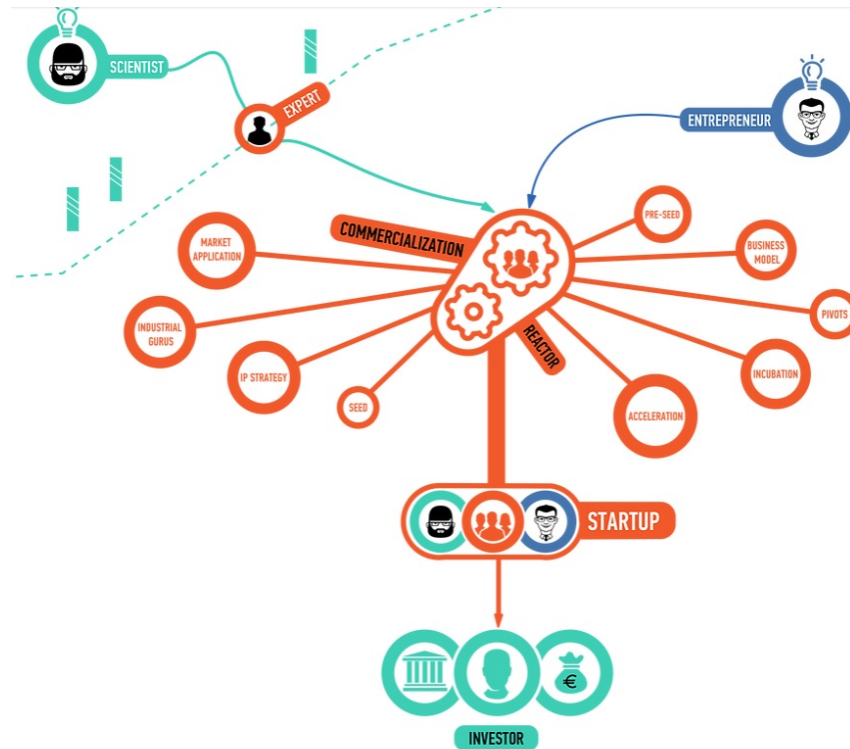 SCIENTIST
EXPERT
ENTREPRENEUR
COMMERCIALIZATION
REACTOR
PRE-SEED
MARKET
APPLICATION
BUSINESS
MODEL
INDUSTRIAL
GURUS
PIVOTS
IP STRATEGY
INCUBATION
SEED
ACCELERATION
STARTUP
€
INVESTOR